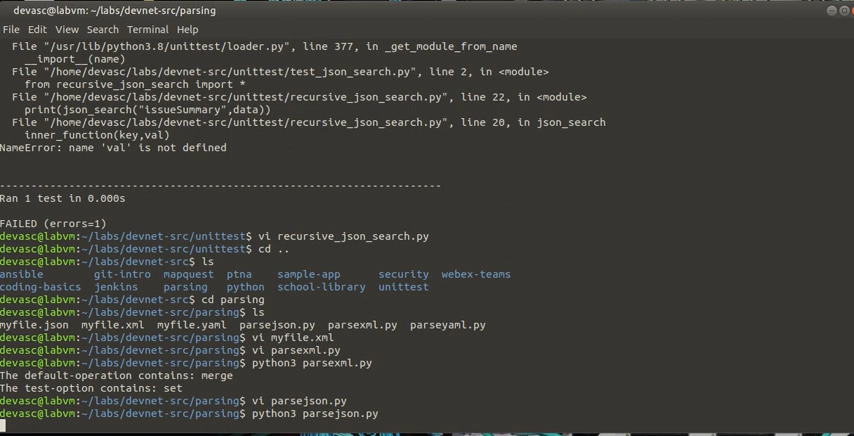 devasc@labvm: ~/labs/devnet-src/parsing
File Edit View Search Terminal Help
File "/usr/lib/python3.8/unittest/loader.py", line 377, in _get_module_from_name
__import__(name)
File "/home/devasc/labs/devnet-src/unittest/test_json_search.py", line 2, in <module>
from recursive_json_search import *
File "/home/devasc/labs/devnet-src/unittest/recursive_json_search.py", line 22, in <module>
print(json_search("issueSummary",data))
File "/home/devasc/labs/devnet-src/unittest/recursive_json_search.py", line 20, in json_search
inner_function(key,val)
NameError: name 'val' is not defined
----------------------------------------------------------------------
Ran 1 test in 0.000s
FAILED (errors=1)
devasc@labvm:~/labs/devnet-src/unittest$ vi recursive_json_search.py
devasc@labvm:~/labs/devnet-src/unittest$ cd ..
devasc@labvm:~/labs/devnet-src$ ls
ansible git-intro mapquest ptna sample-app security webex-teams
coding-basics jenkins parsing python school-library unittest
devasc@labvm:~/labs/devnet-src$ cd parsing
devasc@labvm:~/labs/devnet-src/parsing$ ls
myfile.json myfile.xml myfile.yaml parsejson.py parsexml.py parseyaml.py
devasc@labvm:~/labs/devnet-src/parsing$ vi myfile.xml
devasc@labvm:~/labs/devnet-src/parsing$ vi parsexml.py
devasc@labvm:~/labs/devnet-src/parsing$ python3 parsexml.py
The default-operation contains: merge
The test-option contains: set
devasc@labvm:~/labs/devnet-src/parsing$ vi parsejson.py
devasc@labvm:~/labs/devnet-src/parsing$ python3 parsejson.py